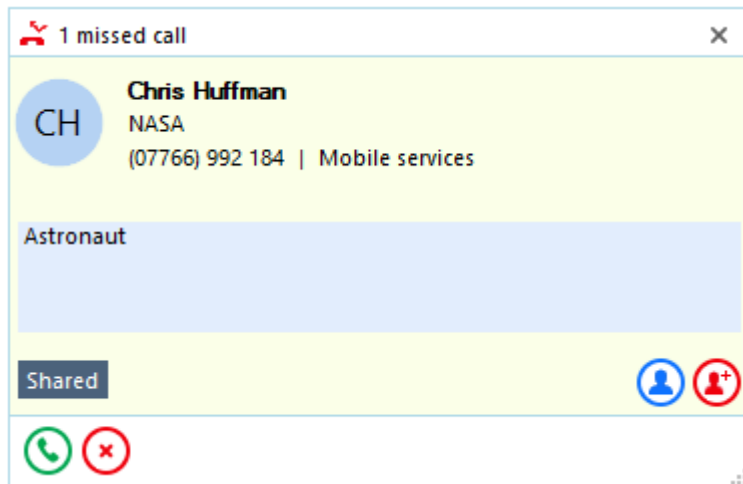 1 missed call
CH
Chris Huffman
NASA
(07766) 992 184 | Mobile services
Astronaut
Shared